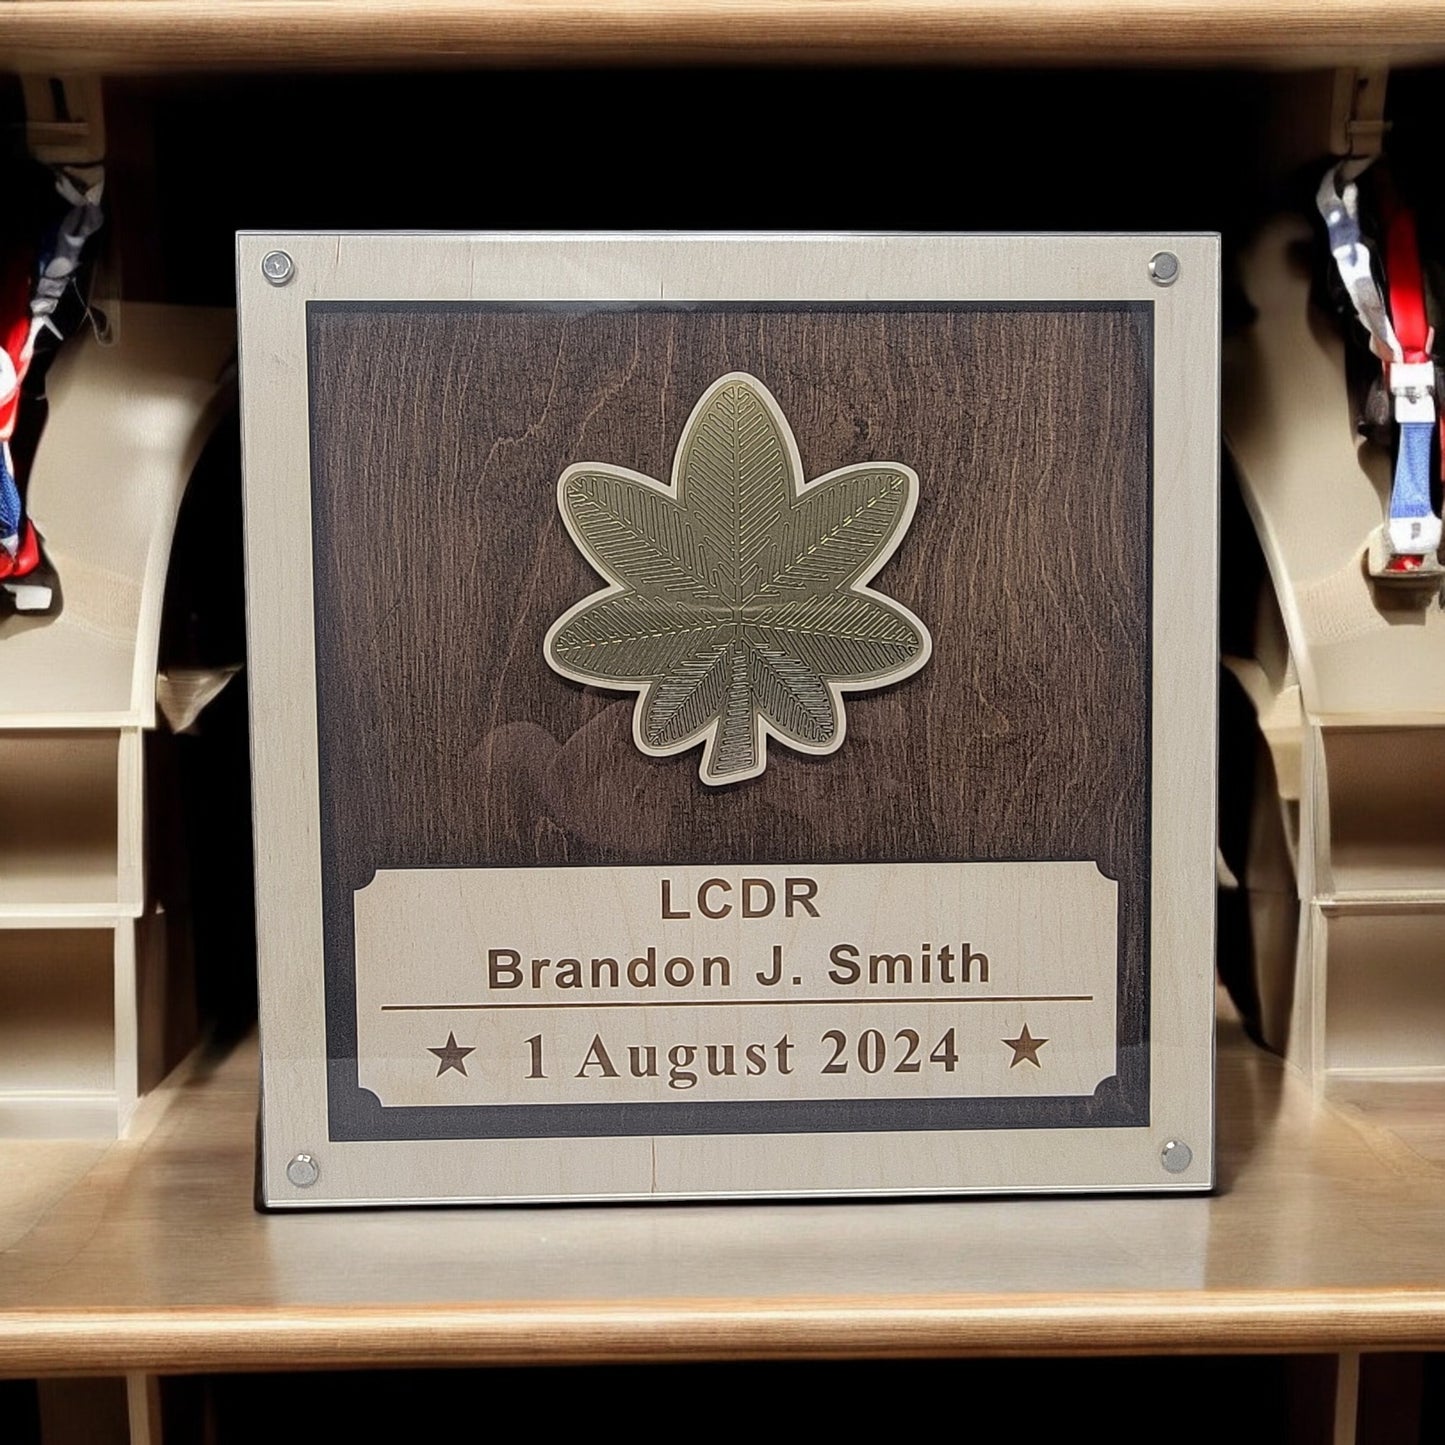 LCDR
Brandon J. Smith
★ 1 August 2024 ★